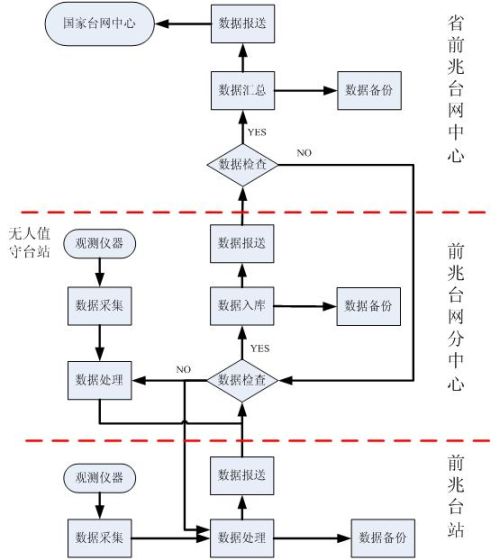 国家台网中心
数据报送
数据汇总
数据备份
YES
数据检查
NO
省前兆台网中心
无人值
守台站
观测仪器
数据报送
数据采集
数据入库
数据备份
YES
数据处理
NO
数据检查
前兆台网分中心
观测仪器
数据报送
数据采集
数据处理
数据备份
前兆台站